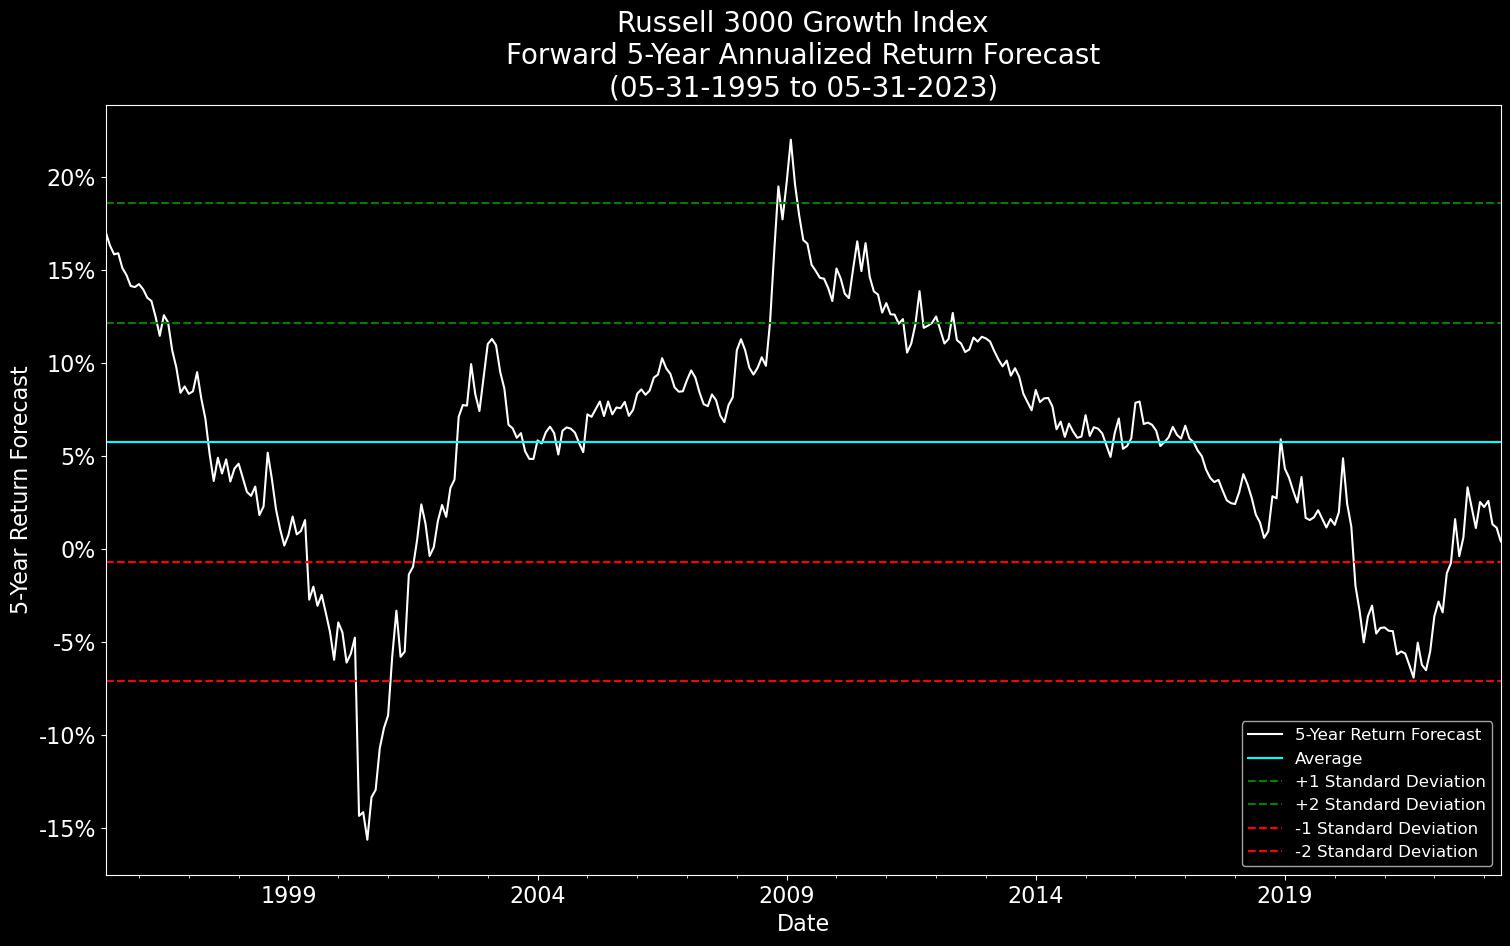 Russell 3000 Growth Index
Forward 5-Year Annualized Return Forecast
(05-31-1995 to 05-31-2023)
5-Year Return Forecast
20%
15%
10%
5%
0%
-5%
-10%
-15%
5-Year Return Forecast
Average
+1 Standard Deviation
+2 Standard Deviation
-1 Standard Deviation
-2 Standard Deviation
1999
2004
2009
2014
2019
Date